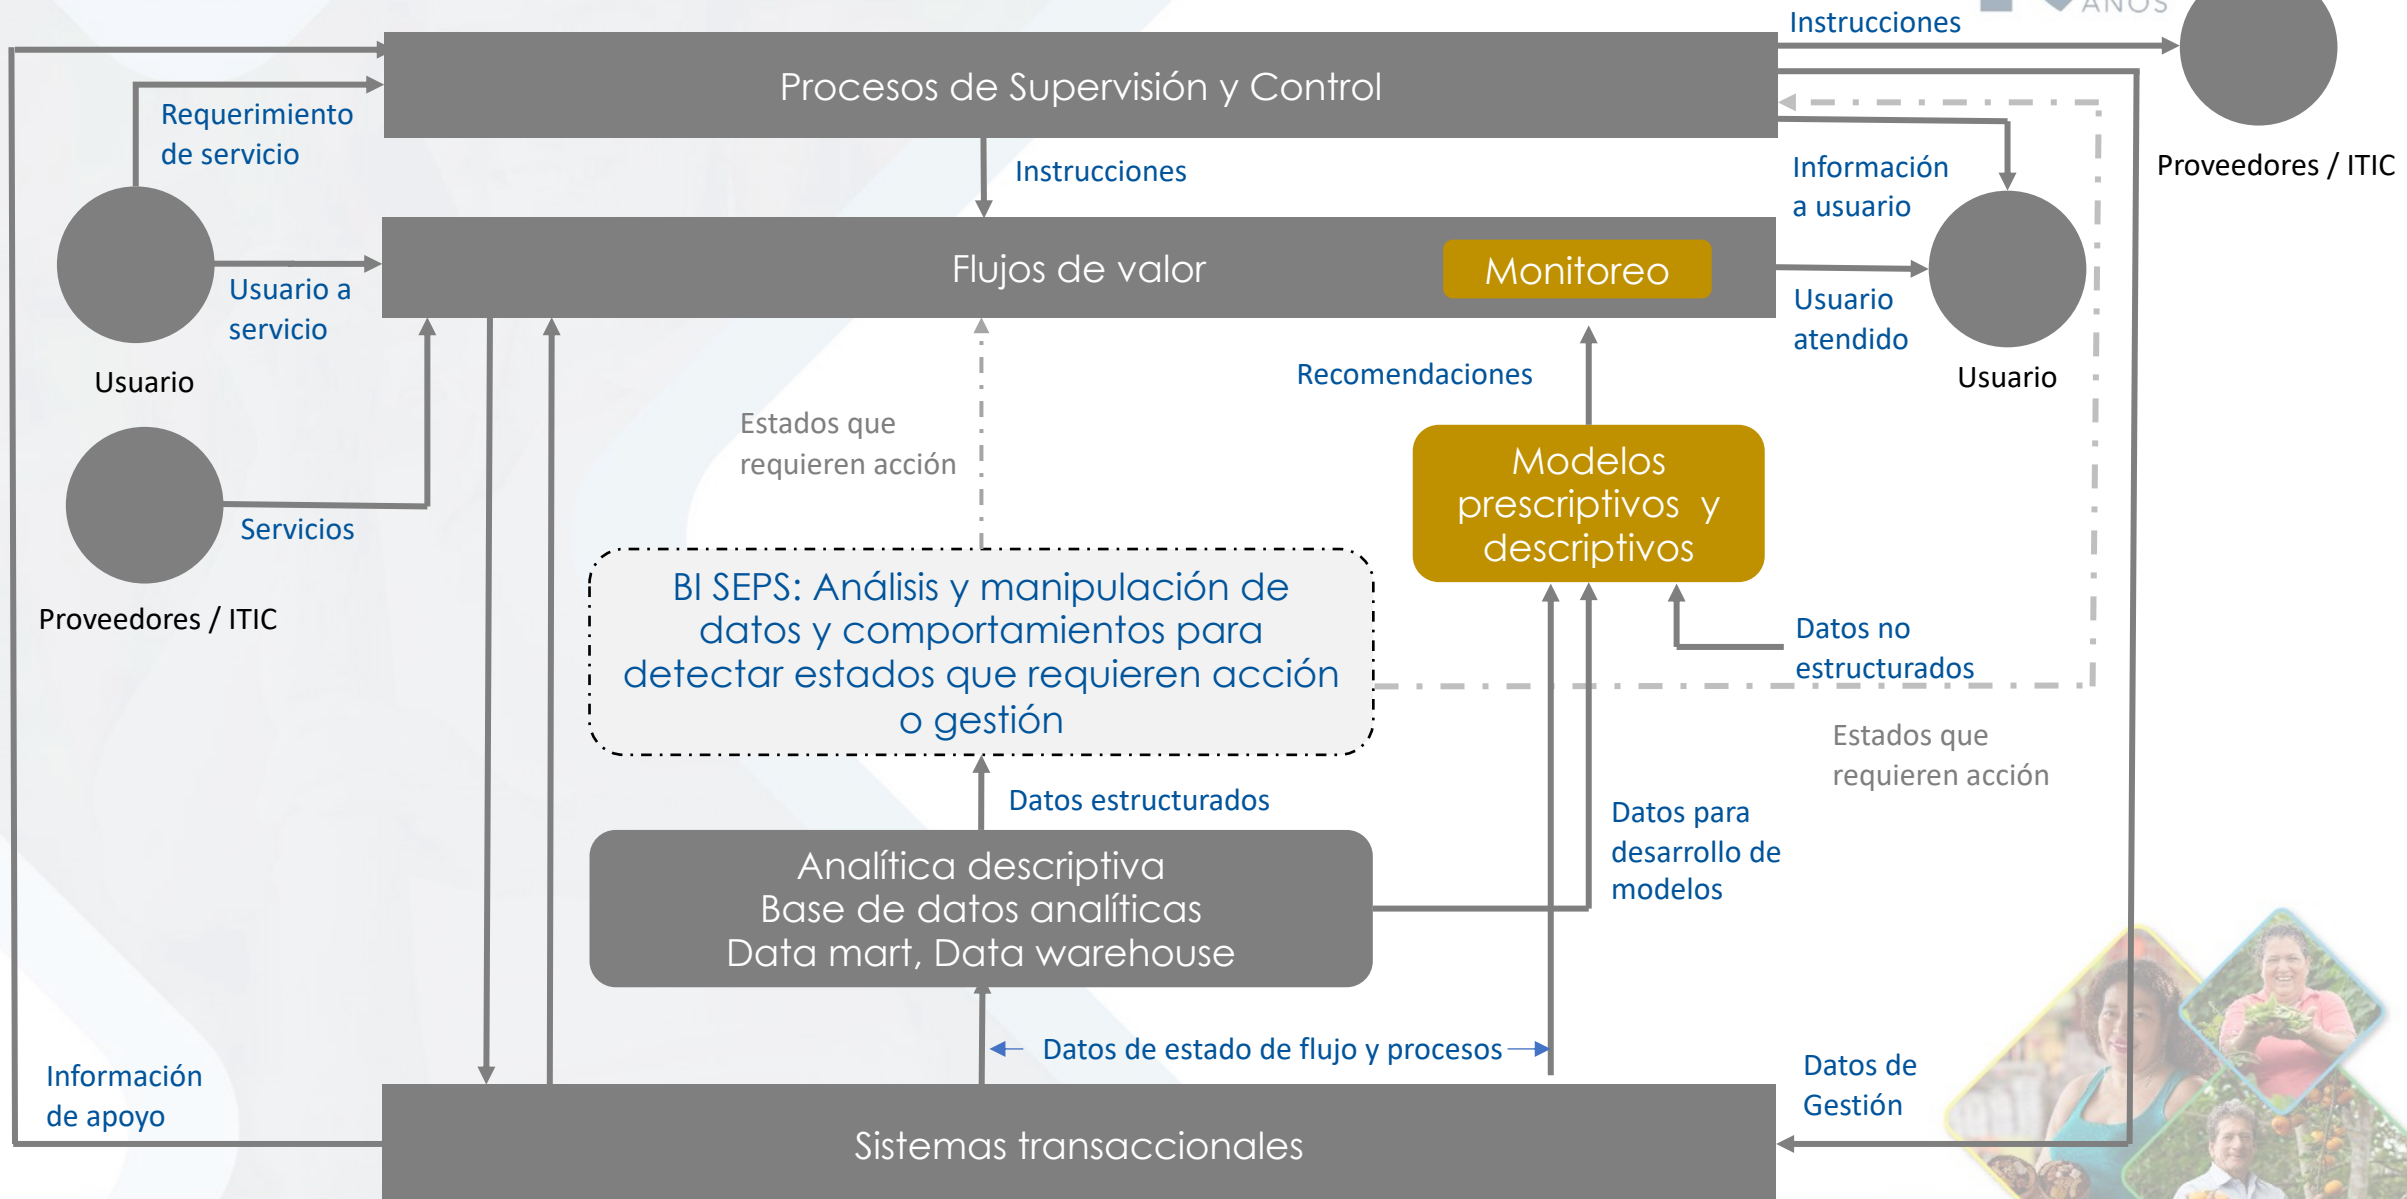 AÑOS
Instrucciones
Procesos de Supervisión y Control
Requerimiento
de servicio
Instrucciones
Información
a usuario
Proveedores / ITIC
Flujos de valor
Monitoreo
Usuario a
servicio
Usuario
atendido
Usuario
Recomendaciones
Usuario
Estados que
requieren acción
Modelos
prescriptivos y
descriptivos
Servicios
Proveedores / ITIC
BI SEPS: Análisis y manipulación de
datos y comportamientos para
detectar estados que requieren acción
o gestión
Datos no
estructurados
Estados que
requieren acción
Datos estructurados
Datos para
desarrollo de
modelos
Analítica descriptiva
Base de datos analíticas
Data mart, Data warehouse
Datos de estado de flujo y procesos
Información
de apoyo
Datos de
Gestión
Sistemas transaccionales